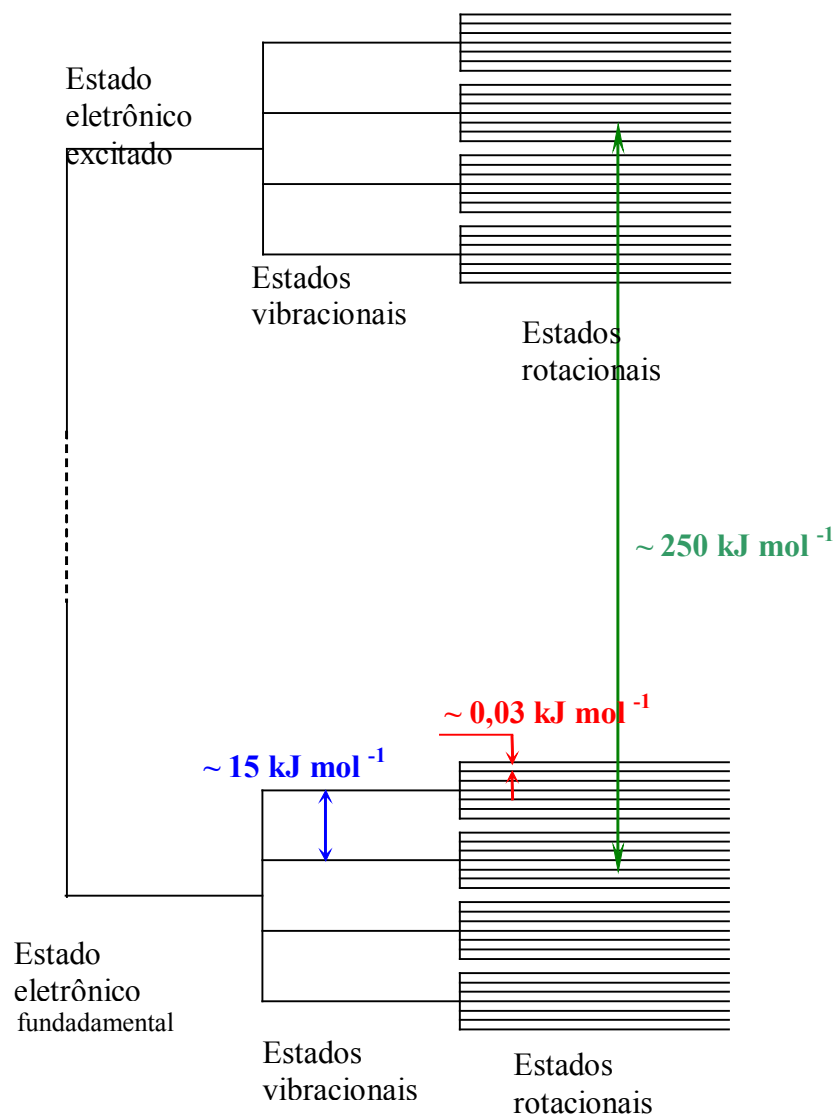 Estado
eletrônico
excitado
Estados
vibracionais
Estados
rotacionais
~ 250 kJ mol -1
~ 0,03 kJ mol -1
~ 15 kJ mol -1
Estado
eletrônico
fundadamental
Estados
vibracionais
Estados
rotacionais